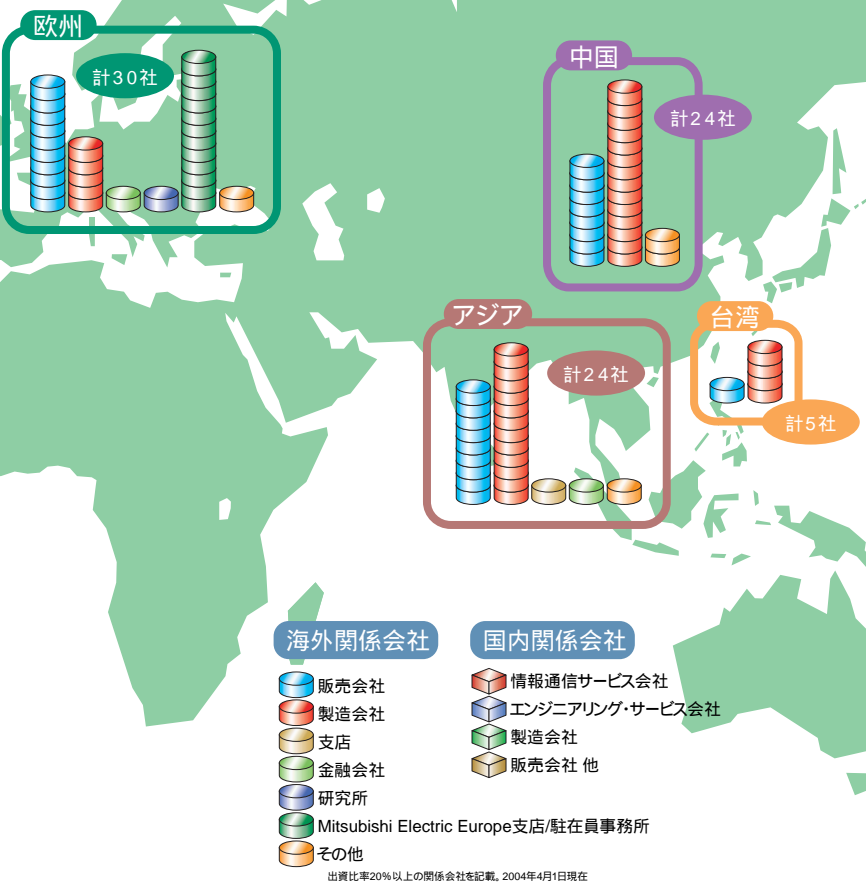 欧州
計30社
中国
計24社
アジア
計24社
台湾
計5社
海外関係会社
販売会社
製造会社
支店
金融会社
研究所
Mitsubishi Electric Europe支店/駐在員事務所
その他
国内関係会社
情報通信サービス会社
エンジニアリング・サービス会社
製造会社
販売会社 他
出資比率20%以上の関係会社を記載。2004年4月1日現在